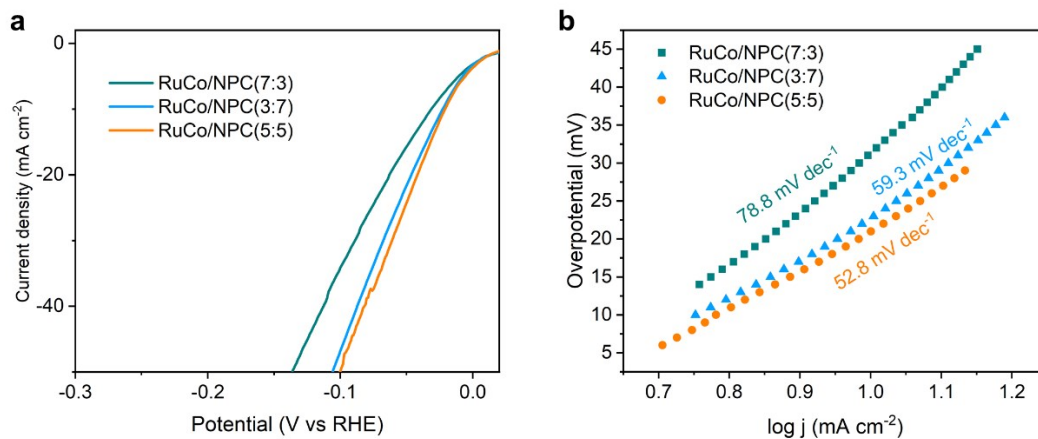 a
0
-20
-40
Current density (mA cm⁻²)
RuCo/NPC(7:3)
RuCo/NPC(3:7)
RuCo/NPC(5:5)
-0.3
-0.2
-0.1
0.0
Potential (V vs RHE)
b
45
40
35
30
25
20
15
10
5
Overpotential (mV)
RuCo/NPC(7:3)
RuCo/NPC(3:7)
RuCo/NPC(5:5)
78.8 mV dec⁻¹
59.3 mV dec⁻¹
52.8 mV dec⁻¹
0.7
0.8
0.9
1.0
1.1
1.2
log j (mA cm⁻²)